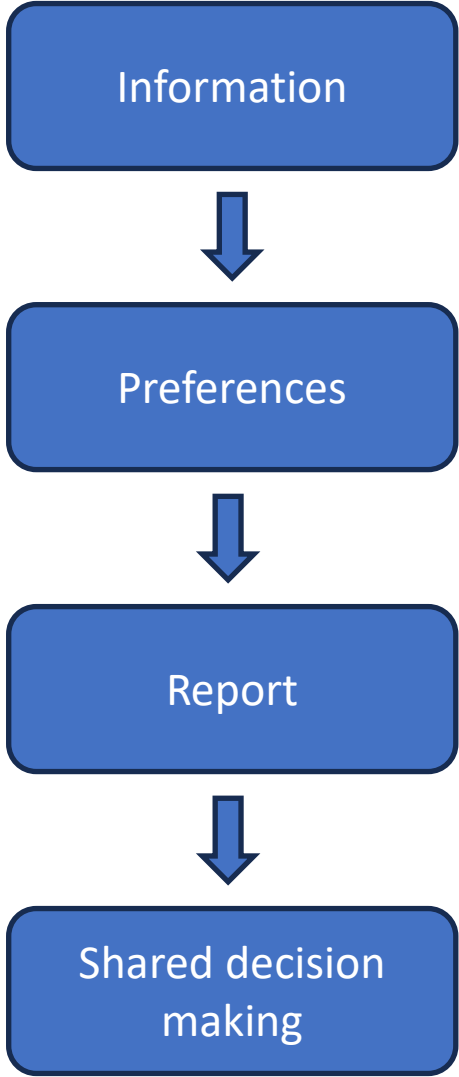 Information
Preferences
Report
Shared decision
making